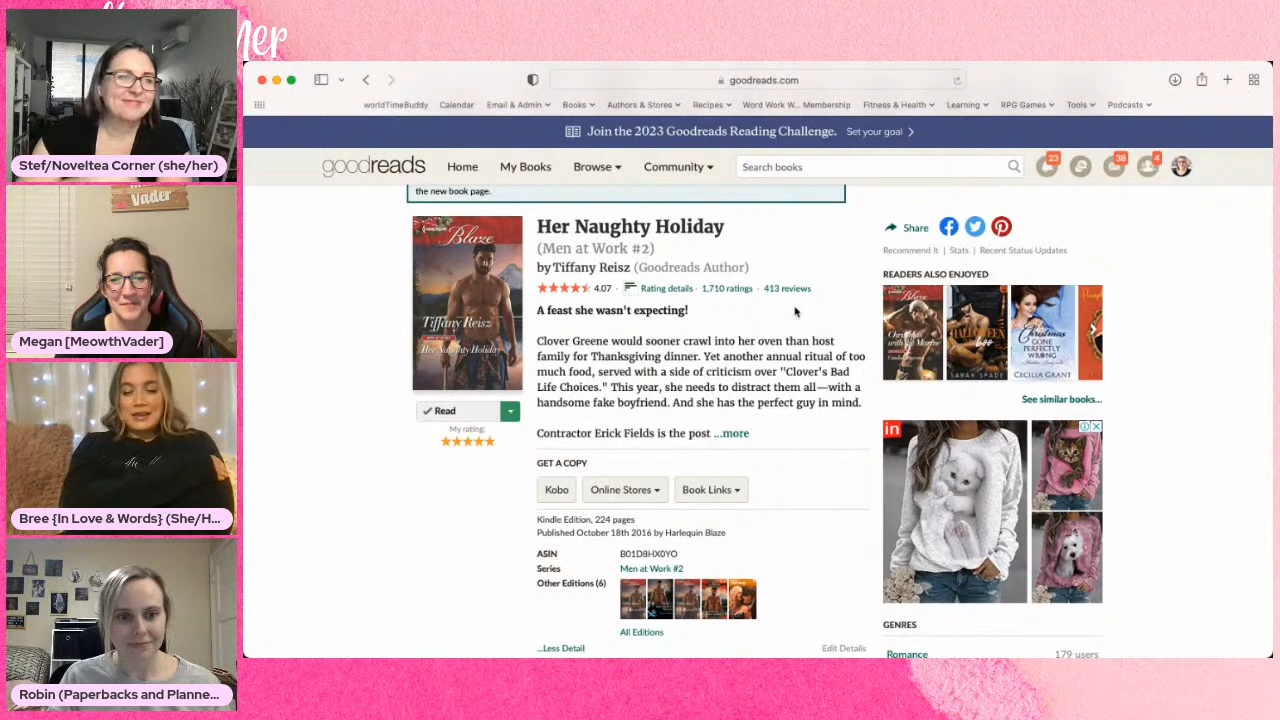 Mer
Stef/Noveltea Corner (she/her)
Vader
Megan [MeowthVader]
Bree {In Love & Words} (She/H...
Robin (Paperbacks and Planne...
goodreads.com
worldTimeBuddy Calendar Email & Admin Books Authors & Stores Recipes Word Work W... Membership Fitness & Health Learning RPG Games Tools Podcasts
Join the 2023 Goodreads Reading Challenge. Set your goal
goodreads Home My Books Browse Community Search books 23 38 4
the new book page.
Blaze
Tiffany Reisz
Her Naughty Holiday
Read
My rating:
Her Naughty Holiday
(Men at Work #2)
by Tiffany Reisz (Goodreads Author)
4.07 · Rating details · 1,710 ratings · 413 reviews
A feast she wasn't expecting!
Clover Greene would sooner crawl into her oven than host
family for Thanksgiving dinner. Yet another annual ritual of too
much food, served with a side of criticism over "Clover's Bad
Life Choices." This year, she needs to distract them all—with a
handsome fake boyfriend. And she has the perfect guy in mind.
Contractor Erick Fields is the post ...more
GET A COPY
Kobo Online Stores Book Links
Kindle Edition, 224 pages
Published October 18th 2016 by Harlequin Blaze
ASIN B01D8HX0YO
Series Men at Work #2
Other Editions (6)
All Editions
...Less Detail Edit Details
Share
Recommend It | Stats | Recent Status Updates
READERS ALSO ENJOYED
Blaze
HALLOWEEN
boo
SARAH SPADE
A
Christmas
GONE
PERFECTLY
WRONG
CECILIA GRANT
See similar books...
in
GENRES
Romance 179 users